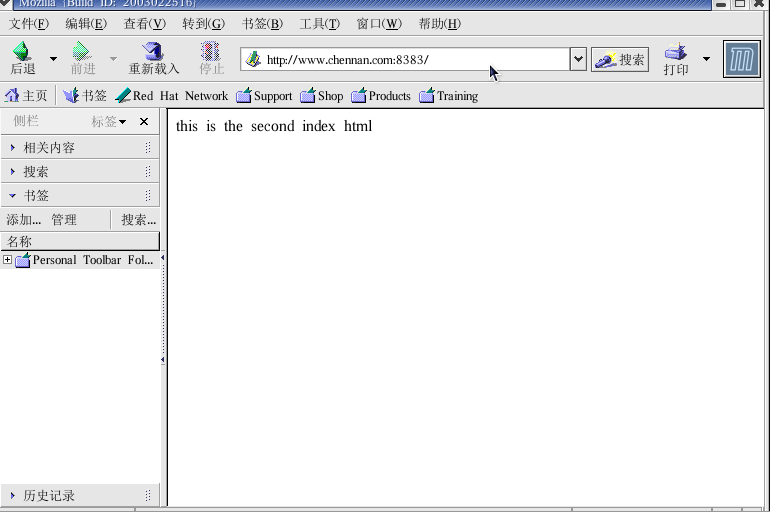 Mozilla {Build ID: 2003022516}
文件(F) 编辑(E) 查看(V) 转到(G) 书签(B) 工具(T) 窗口(W) 帮助(H)
后退 前进 重新载入 停止 http://www.chennan.com:8383/ 搜索 打印
主页 书签 Red Hat Network Support Shop Products Training
侧栏 标签
this is the second index html
相关内容
搜索
书签
添加... 管理 搜索...
名称
Personal Toolbar Fol...
历史记录